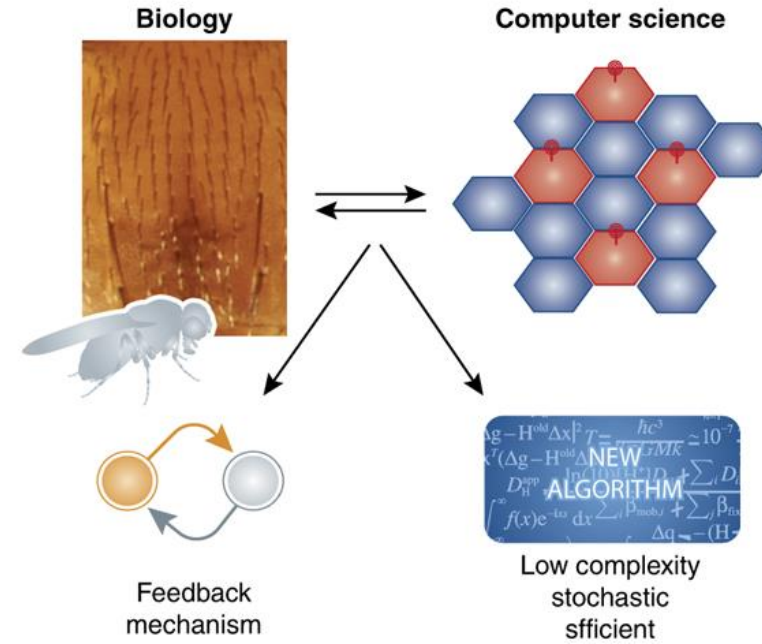 Biology
Computer science
NEW
ALGORITHM
Feedback
mechanism
Low complexity
stochastic
sfficient